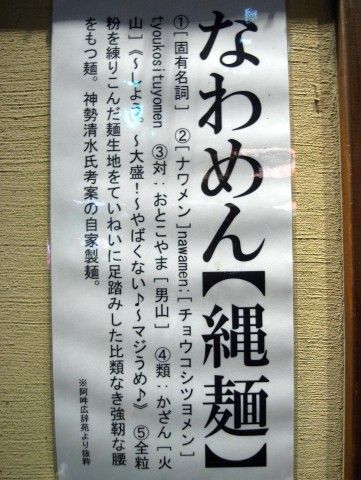 なわめん【縄麺】
①[固有名詞] ②[ナワメン]nawamen:[チョウコシツヨメン]
tyoukosituyomen ③対:おとこやま[男山] ④類:かざん[火
山]《〜しよう。〜大盛！〜やばくない♪〜マジうめ♪》⑤全粒
粉を練りこんだ麺生地をていねいに足踏みした比類なき強靭な腰
をもつ麺。神勢清水氏考案の自家製麺。
※阿吽広辞苑より抜粋